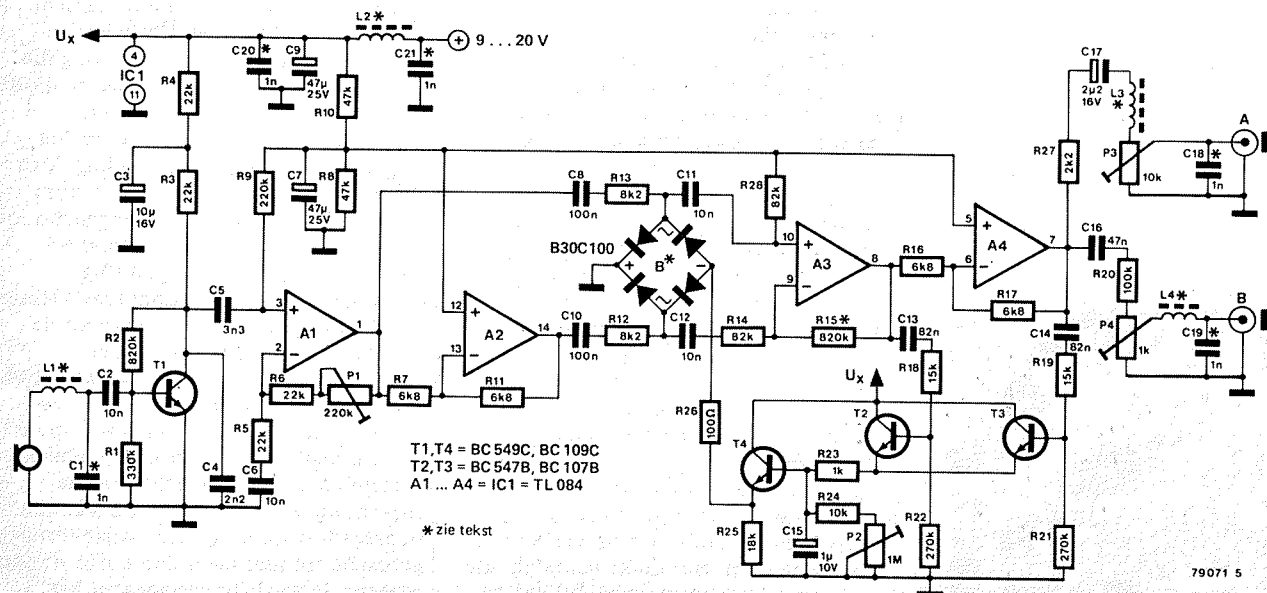 L2*
Ux
9...20 V
4
IC1
11
R4
22k
C20*
1n
C9
47µ
25V
C21*
1n
R10
47k
C17
2µ2
16V
L3
*
A
R27
2k2
P3
10k
C18*
1n
C3
10µ
16V
R3
22k
R9
220k
C7
47µ
25V
R8
47k
C8
100n
R13
8k2
C11
10n
R28
82k
B30C100
B*
+
−
10
9
A3
8
R16
6k8
5
6
A4
7
R17
6k8
C16
47n
R20
100k
L4*
B
C5
3n3
3
2
A1
1
12
13
A2
14
C10
100n
R12
8k2
C12
10n
R14
82k
R15*
820k
C13
82n
C14
82n
P4
1k
C19*
1n
R18
15k
R19
15k
R2
820k
T1
L1*
C2
10n
R6
22k
P1
220k
R7
6k8
R11
6k8
Ux
R26
100Ω
T4
T2
T3
R1
330k
R5
22k
C1*
1n
C4
2n2
C6
10n
T1,T4 = BC 549C, BC 109C
T2,T3 = BC 547B, BC 107B
A1 ... A4 = IC1 = TL 084
R23
1k
R24
10k
R25
18k
C15
1µ
10V
P2
1M
R22
270k
R21
270k
* zie tekst
79071 5